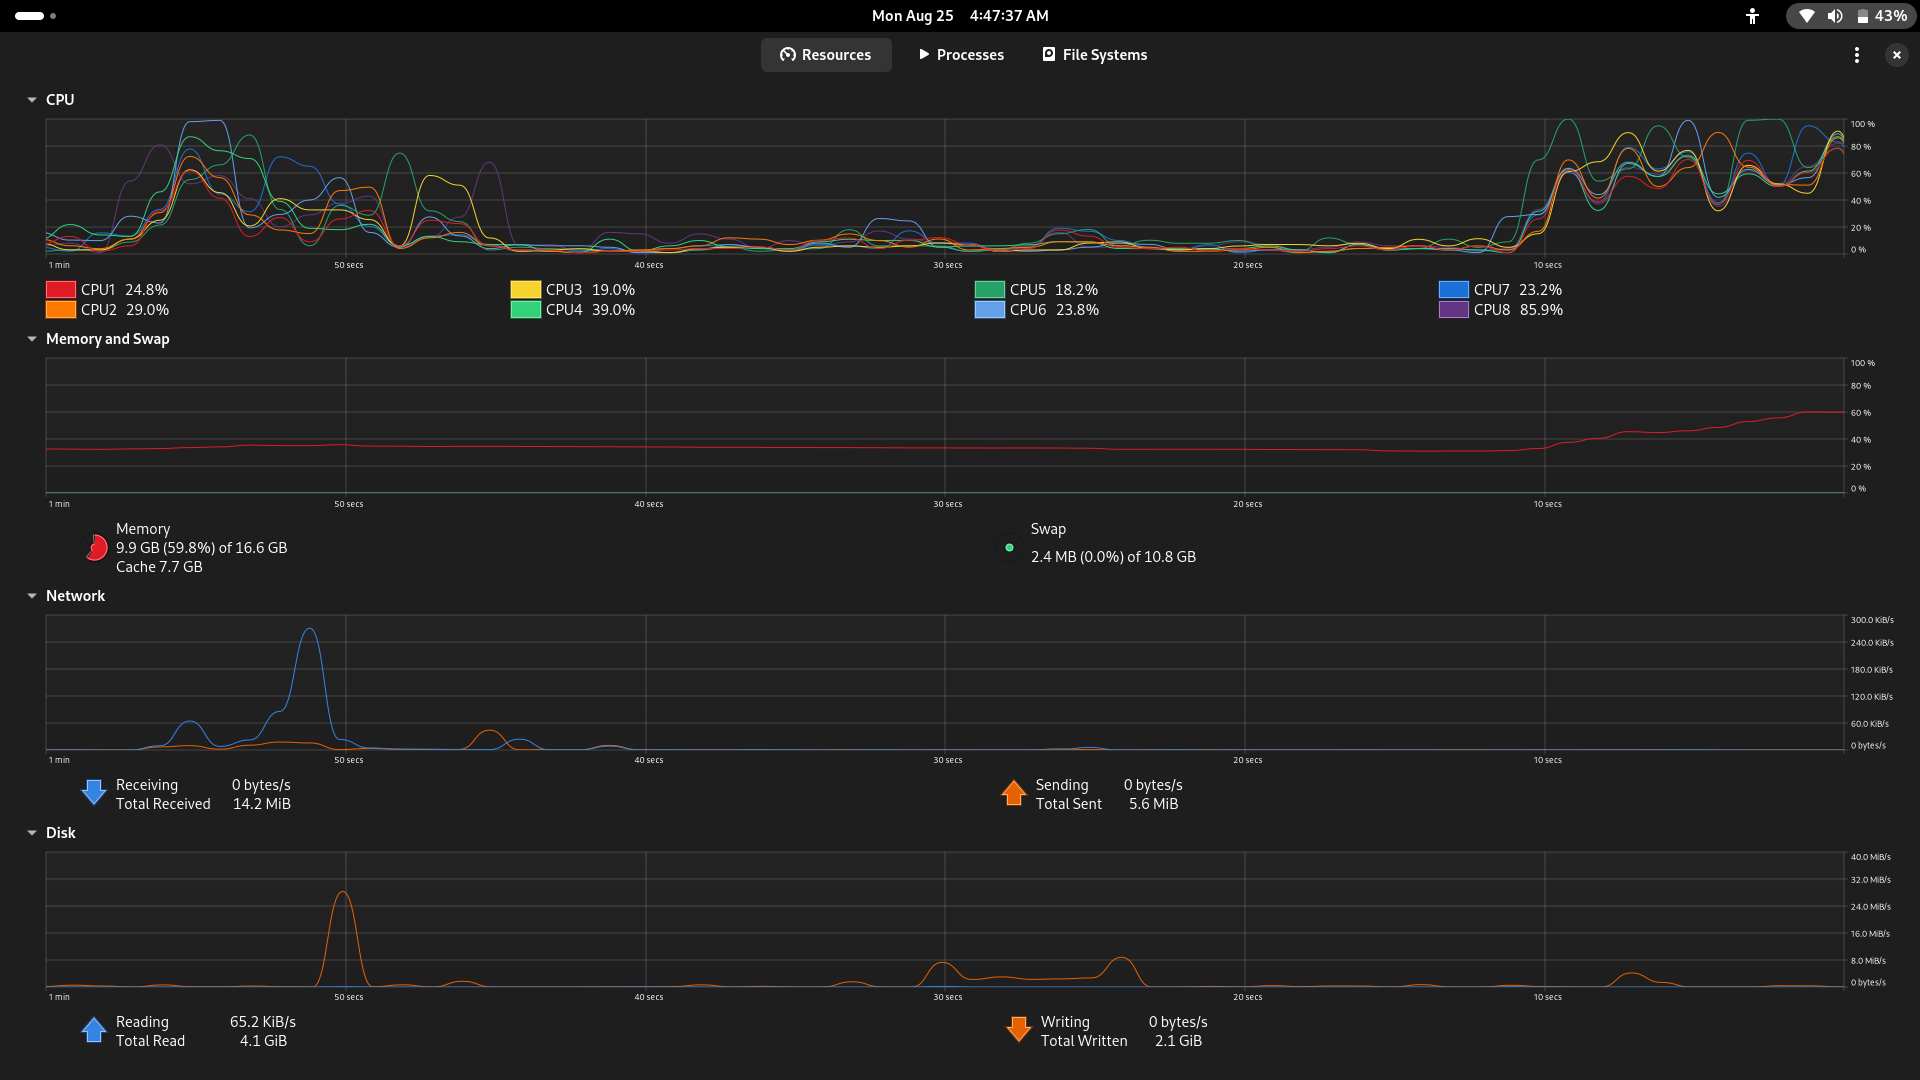 Mon Aug 25 4:47:37 AM
43%
Resources Processes File Systems
CPU
100 %
80 %
60 %
40 %
20 %
0 %
1 min 50 secs 40 secs 30 secs 20 secs 10 secs
CPU1 24.8% CPU3 19.0% CPU5 18.2% CPU7 23.2%
CPU2 29.0% CPU4 39.0% CPU6 23.8% CPU8 85.9%
Memory and Swap
100 %
80 %
60 %
40 %
20 %
0 %
1 min 50 secs 40 secs 30 secs 20 secs 10 secs
Memory
9.9 GB (59.8%) of 16.6 GB
Cache 7.7 GB
Swap
2.4 MB (0.0%) of 10.8 GB
Network
300.0 KiB/s
240.0 KiB/s
180.0 KiB/s
120.0 KiB/s
60.0 KiB/s
0 bytes/s
1 min 50 secs 40 secs 30 secs 20 secs 10 secs
Receiving 0 bytes/s
Total Received 14.2 MiB
Sending 0 bytes/s
Total Sent 5.6 MiB
Disk
40.0 MiB/s
32.0 MiB/s
24.0 MiB/s
16.0 MiB/s
8.0 MiB/s
0 bytes/s
1 min 50 secs 40 secs 30 secs 20 secs 10 secs
Reading 65.2 KiB/s
Total Read 4.1 GiB
Writing 0 bytes/s
Total Written 2.1 GiB